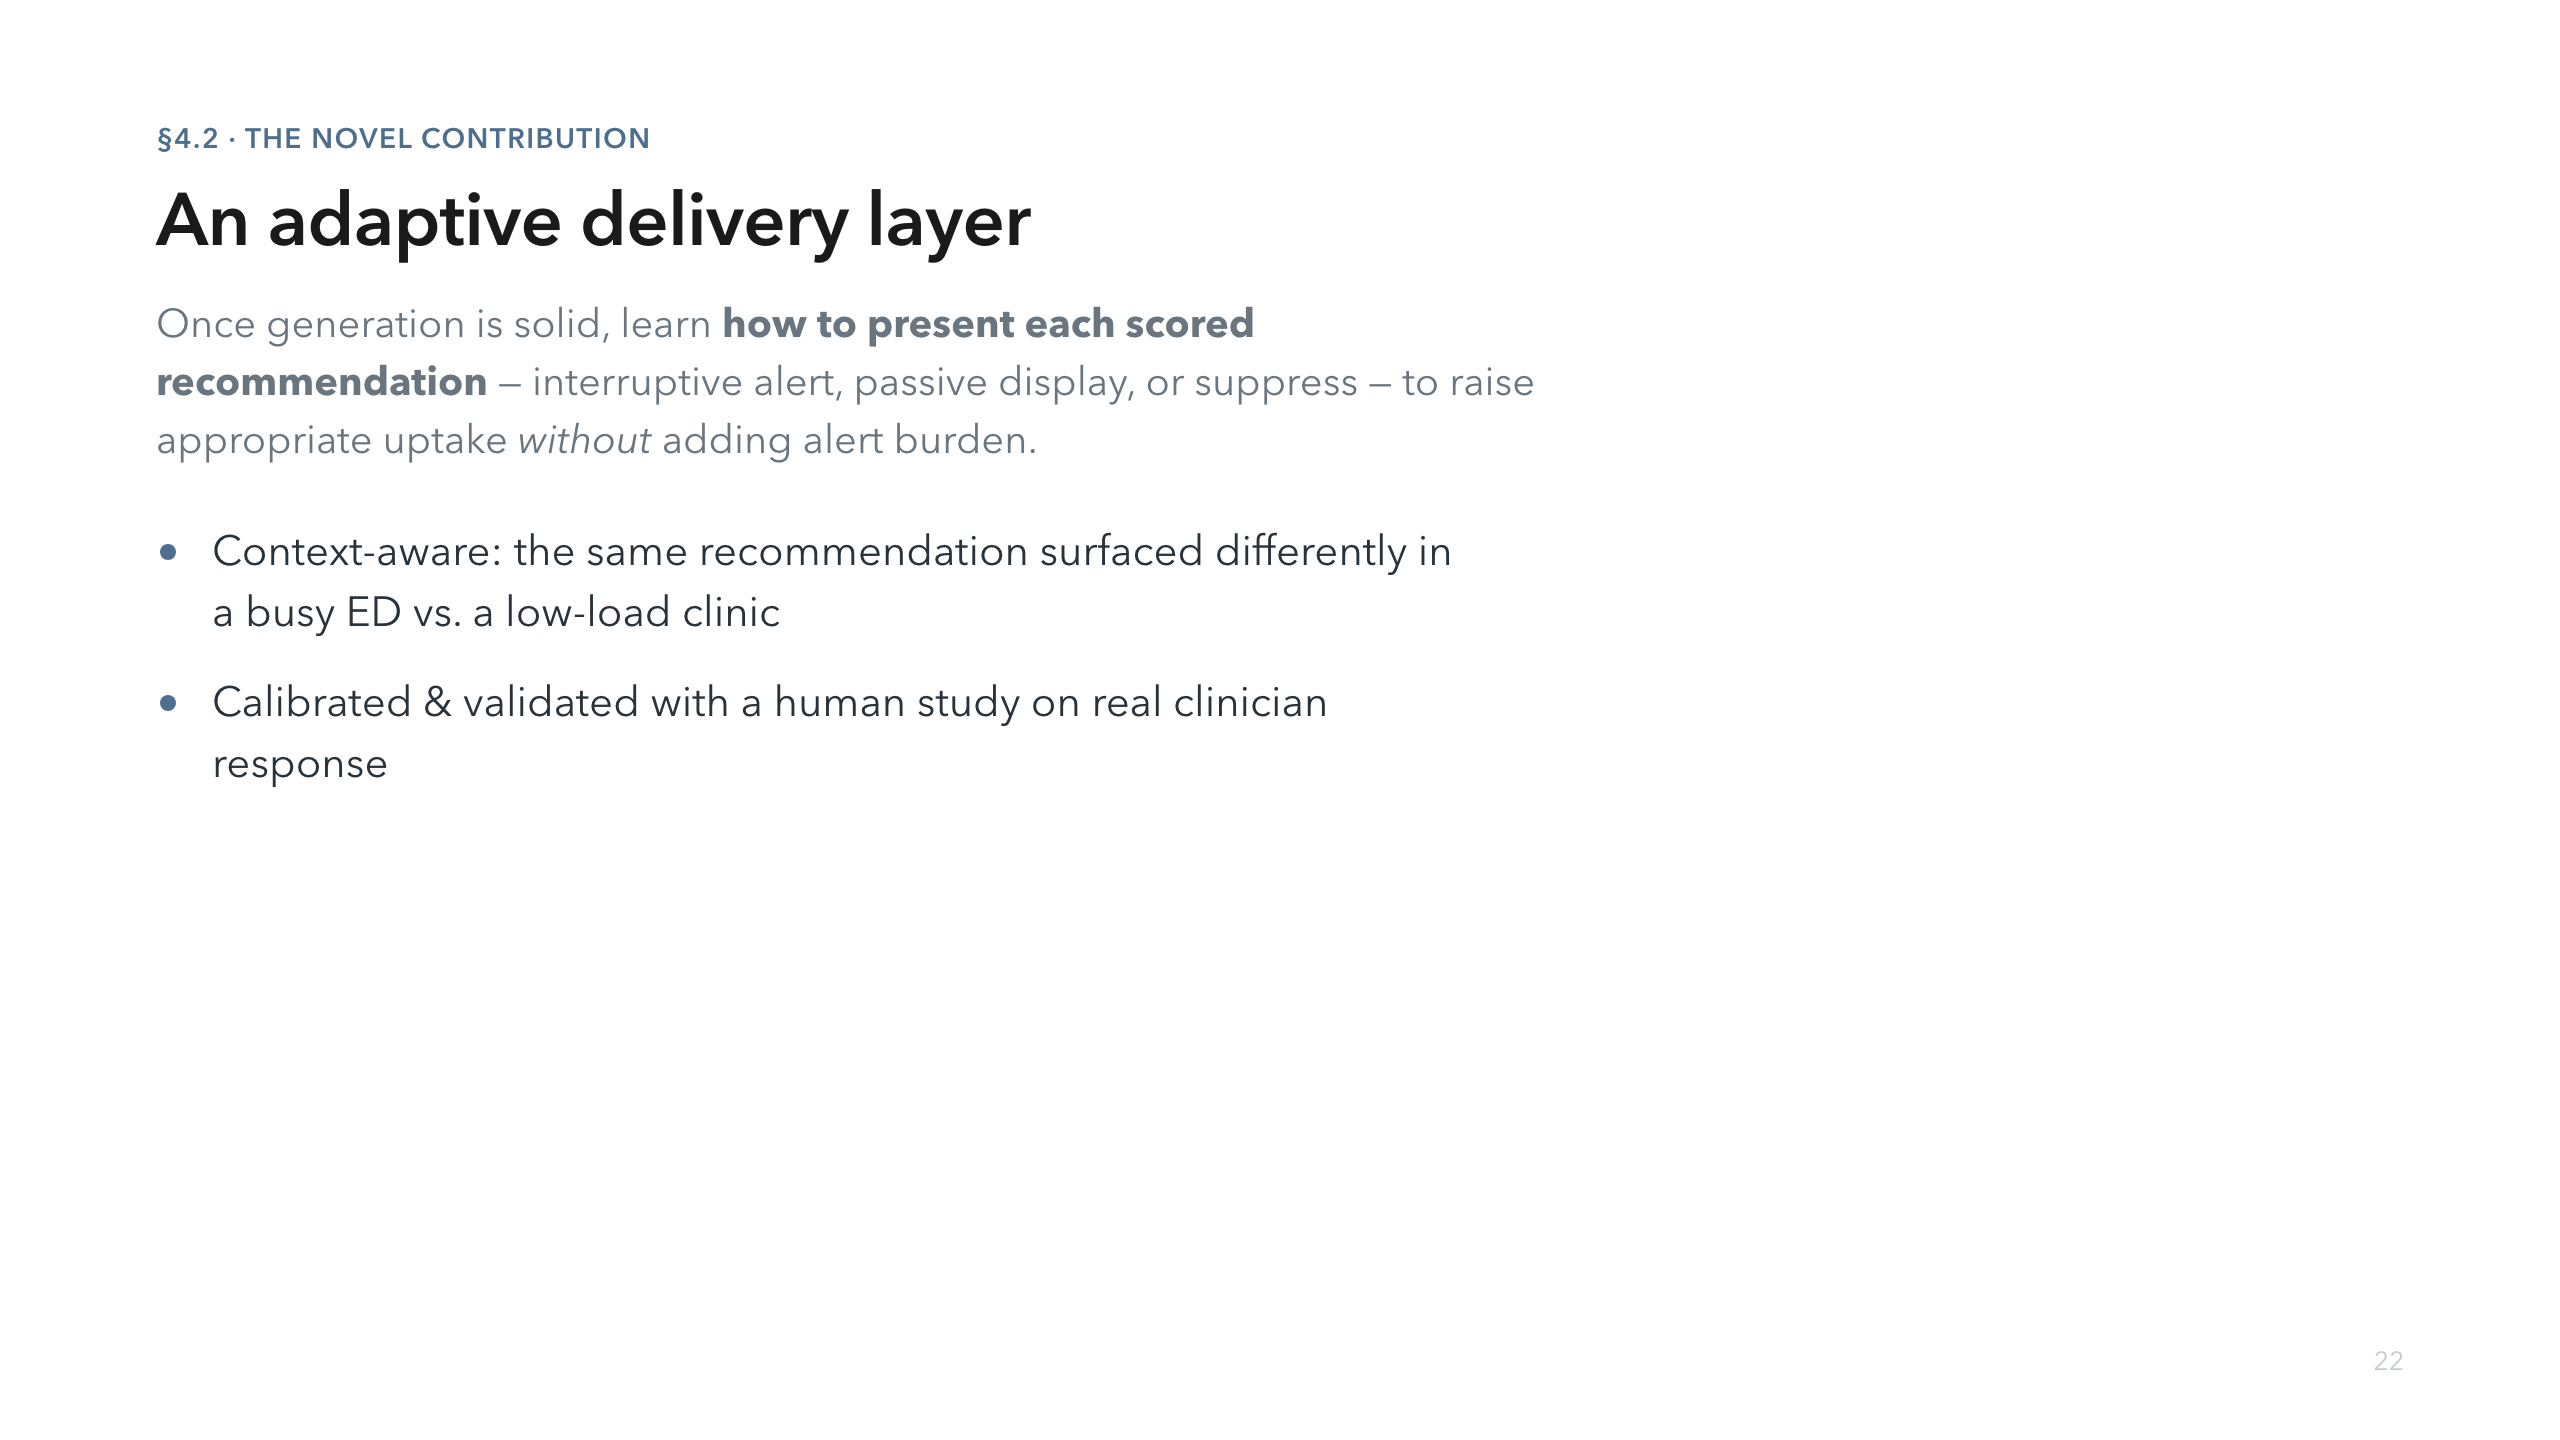 §4.2 · THE NOVEL CONTRIBUTION
An adaptive delivery layer
Once generation is solid, learn how to present each scored
recommendation – interruptive alert, passive display, or suppress – to raise
appropriate uptake without adding alert burden.
• Context-aware: the same recommendation surfaced differently in
a busy ED vs. a low-load clinic
• Calibrated & validated with a human study on real clinician
response
22